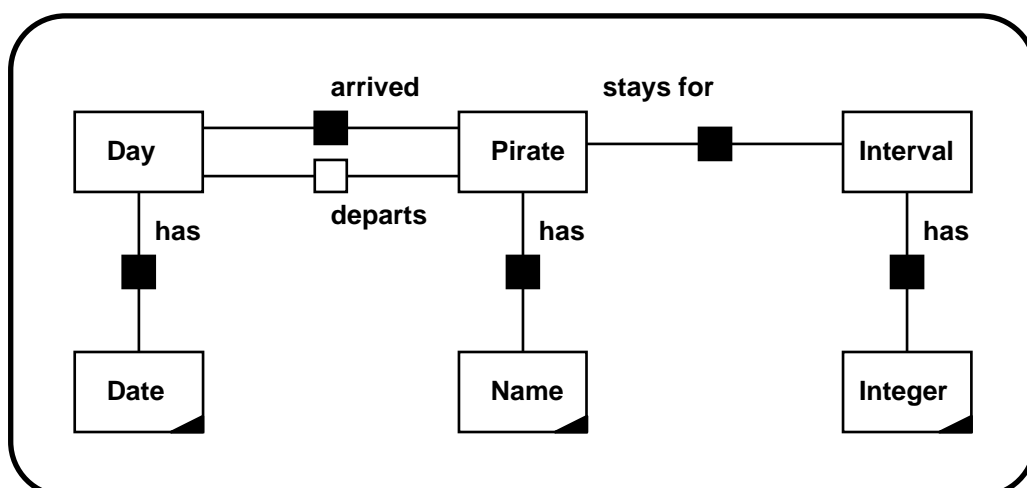 arrived
stays for
Day
Pirate
Interval
departs
has
has
has
Date
Name
Integer